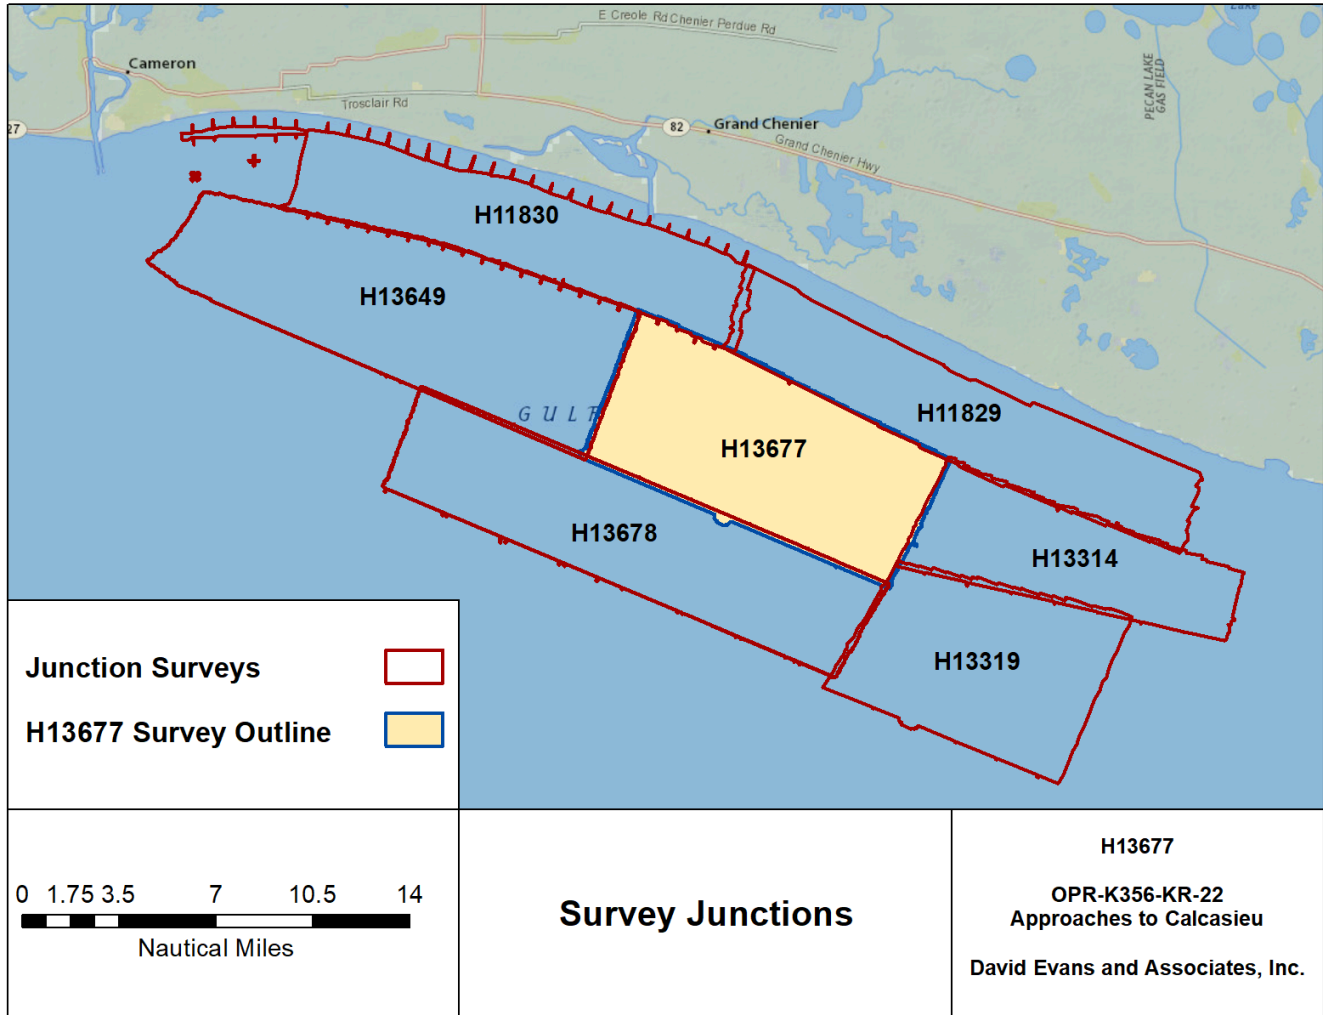 E Creole Rd Chenier Perdue Rd
Lake
Cameron
PECAN LAKE
GAS FIELD
Trosclair Rd
27
82
Grand Chenier
Grand Chenier Hwy
H11830
H13649
GULF
H11829
H13677
H13678
H13314
H13319
Junction Surveys
H13677 Survey Outline
0 1.75 3.5 7 10.5 14
Nautical Miles
Survey Junctions
H13677
OPR-K356-KR-22
Approaches to Calcasieu
David Evans and Associates, Inc.